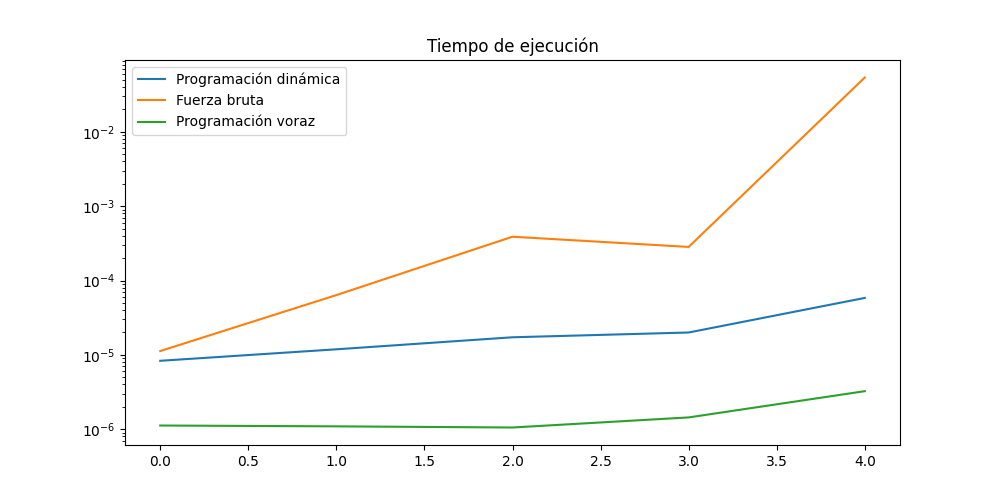 Tiempo de ejecución
Programación dinámica
Fuerza bruta
Programación voraz
10⁻²
10⁻³
10⁻⁴
10⁻⁵
10⁻⁶
0.0 0.5 1.0 1.5 2.0 2.5 3.0 3.5 4.0